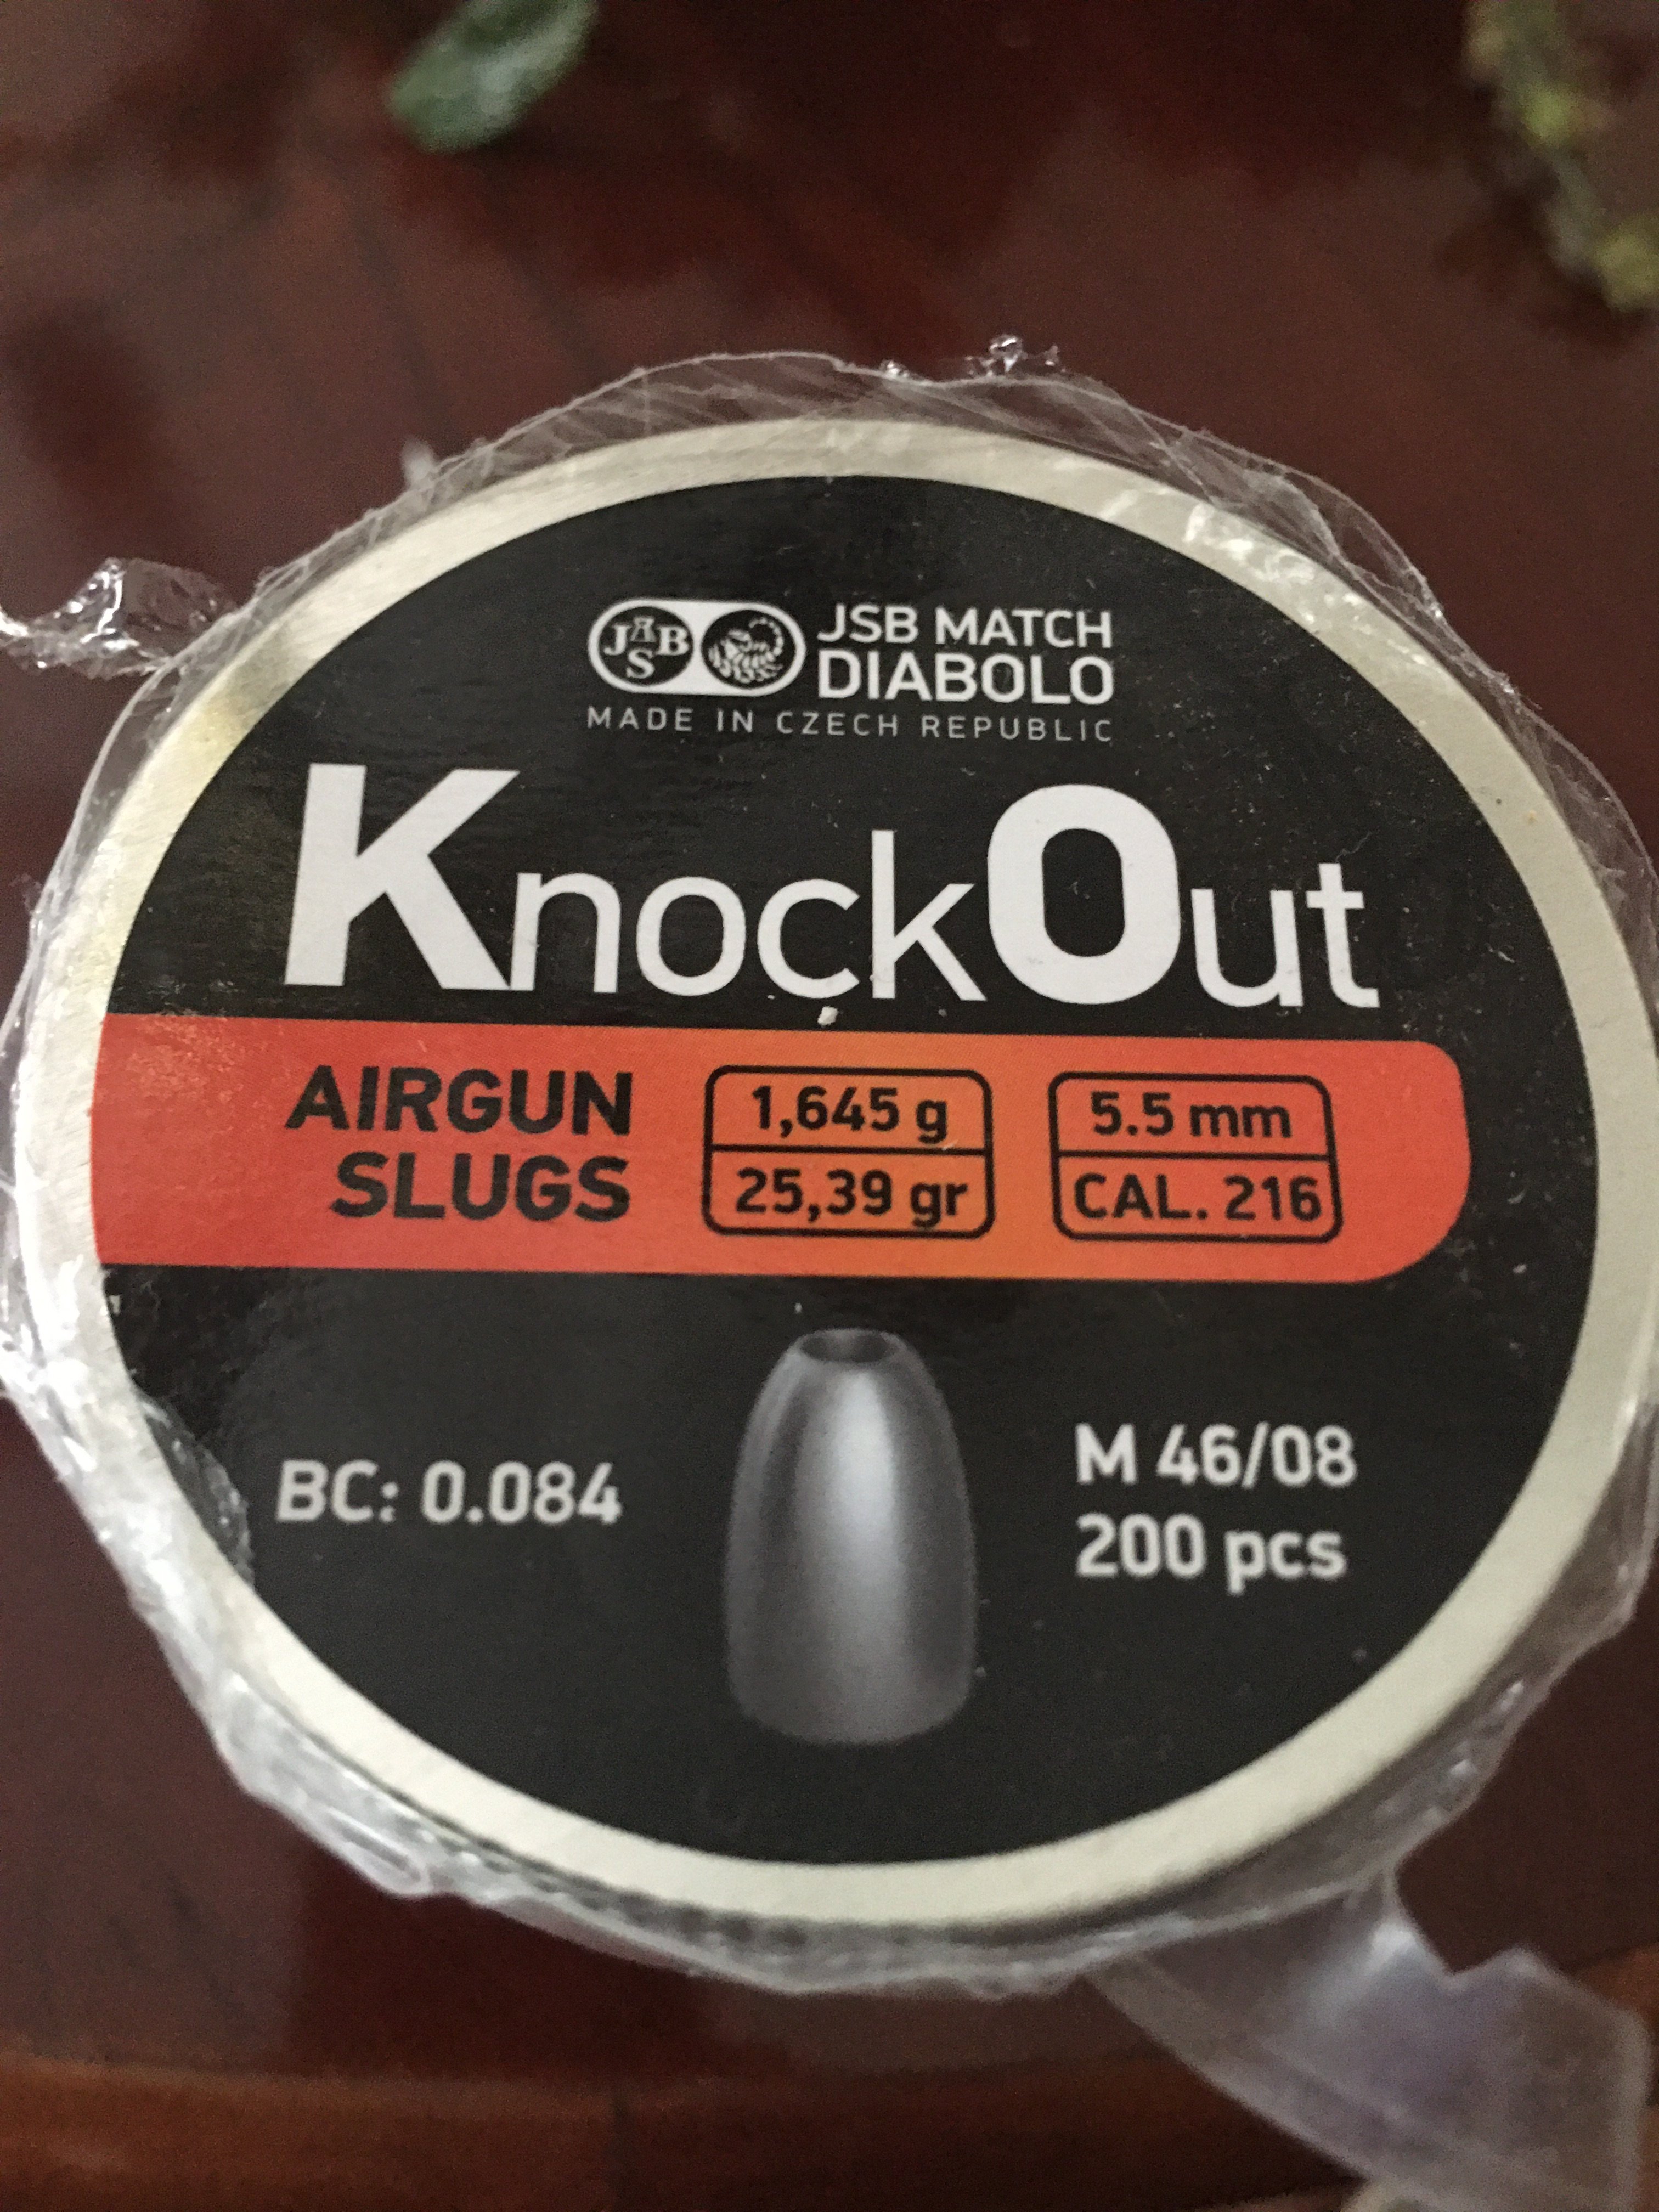 JSB
JSB MATCH
DIABOLO
MADE IN CZECH REPUBLIC
KnockOut
AIRGUN
SLUGS
1,645 g
25,39 gr
5.5 mm
CAL. 216
BC: 0.084
M 46/08
200 pcs